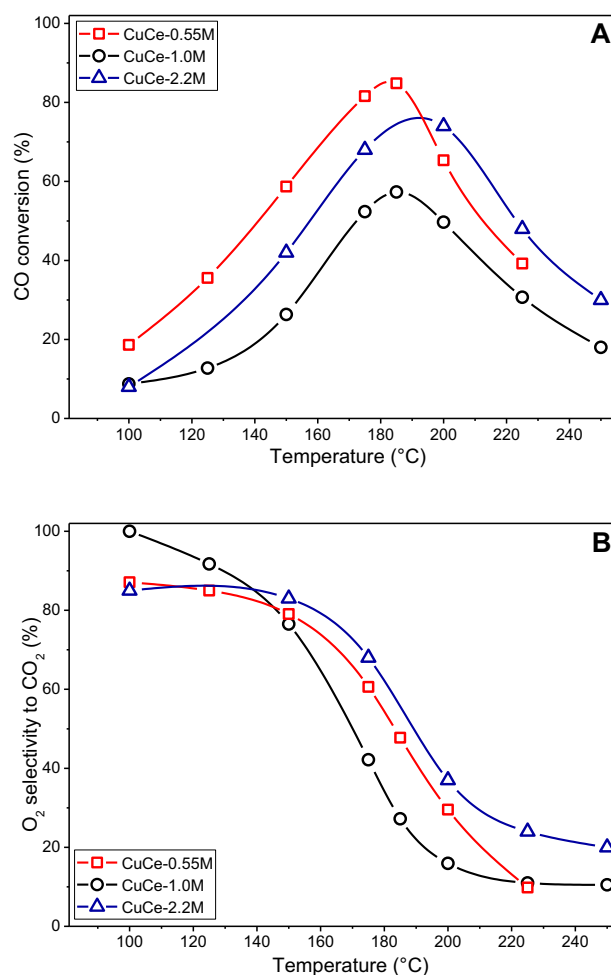 A
CuCe-0.55M
CuCe-1.0M
CuCe-2.2M
CO conversion (%)
100
80
60
40
20
0
100 120 140 160 180 200 220 240
Temperature (°C)
B
O₂ selectivity to CO₂ (%)
100
80
60
40
20
0
CuCe-0.55M
CuCe-1.0M
CuCe-2.2M
100 120 140 160 180 200 220 240
Temperature (°C)